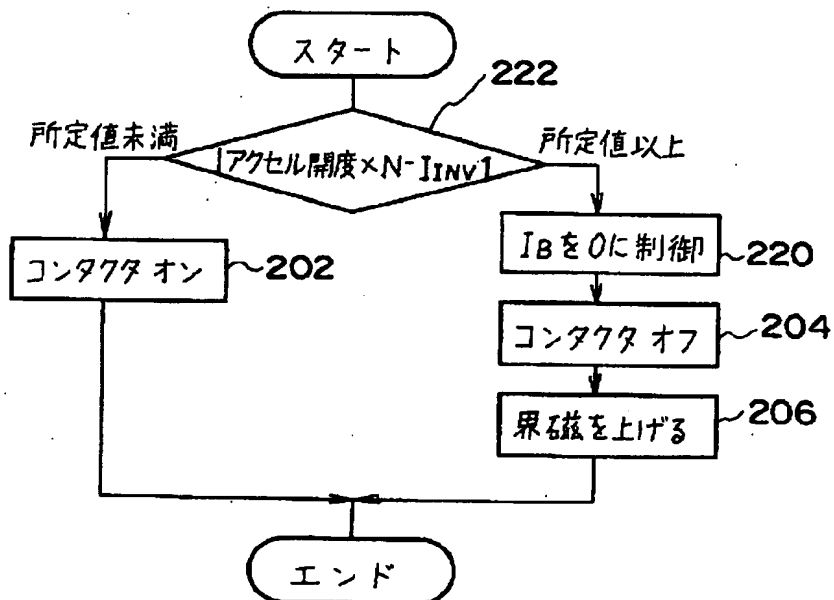 スタート
222
所定値未満
所定値以上
|アクセル開度×N-IINV|
コンタクタ オン
202
IBを0に制御
220
コンタクタ オフ
204
界磁を上げる
206
エンド